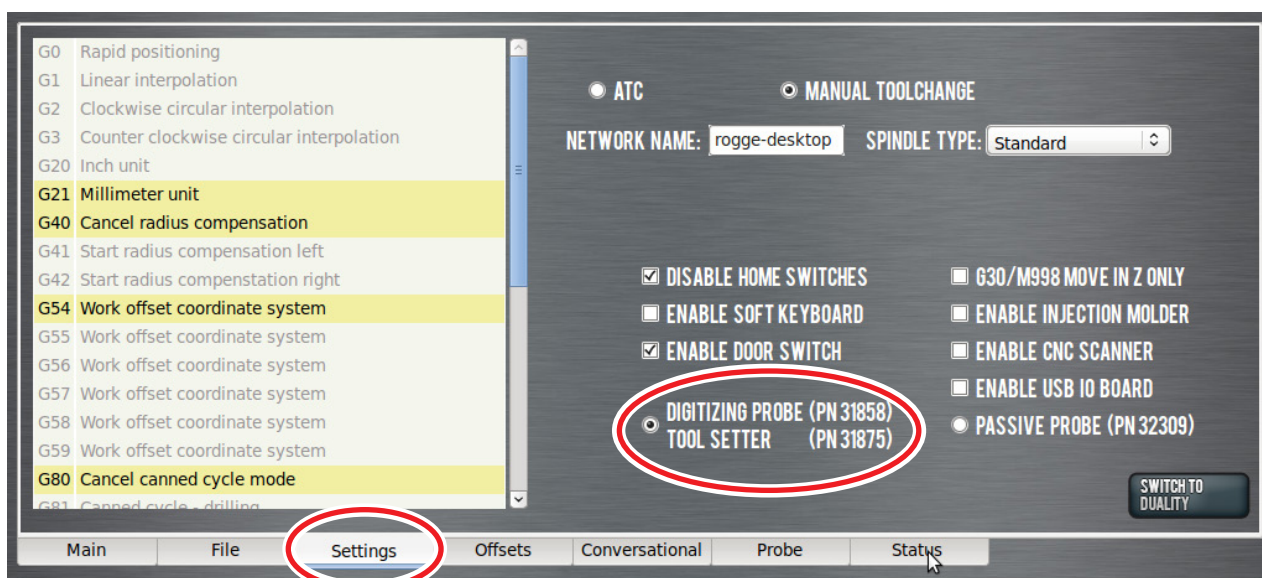 G0 Rapid positioning
G1 Linear interpolation
G2 Clockwise circular interpolation
G3 Counter clockwise circular interpolation
G20 Inch unit
G21 Millimeter unit
G40 Cancel radius compensation
G41 Start radius compensation left
G42 Start radius compenstation right
G54 Work offset coordinate system
G55 Work offset coordinate system
G56 Work offset coordinate system
G57 Work offset coordinate system
G58 Work offset coordinate system
G59 Work offset coordinate system
G80 Cancel canned cycle mode
G81 Canned cycle - drilling
ATC MANUAL TOOLCHANGE
NETWORK NAME: rogge-desktop SPINDLE TYPE: Standard
DISABLE HOME SWITCHES
ENABLE SOFT KEYBOARD
ENABLE DOOR SWITCH
DIGITIZING PROBE (PN 31858)
TOOL SETTER (PN 31875)
G30/M998 MOVE IN Z ONLY
ENABLE INJECTION MOLDER
ENABLE CNC SCANNER
ENABLE USB IO BOARD
PASSIVE PROBE (PN 32309)
SWITCH TO
DUALITY
Main File Settings Offsets Conversational Probe Status